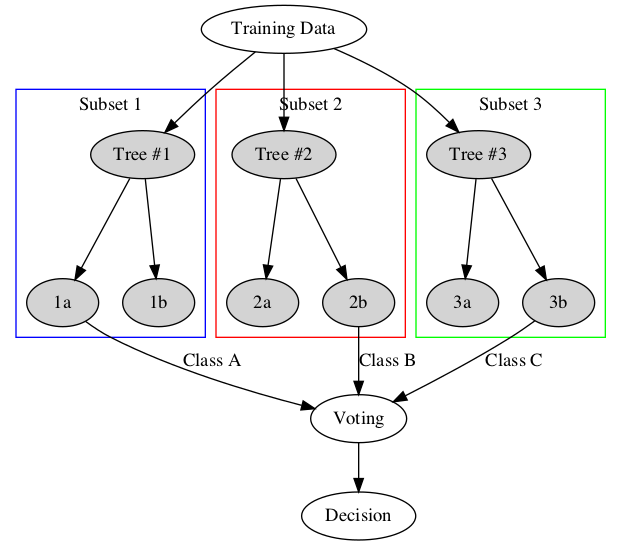 Training Data
Subset 1
Subset 2
Subset 3
Tree #1
Tree #2
Tree #3
1a
1b
2a
2b
3a
3b
Class A
Class B
Class C
Voting
Decision